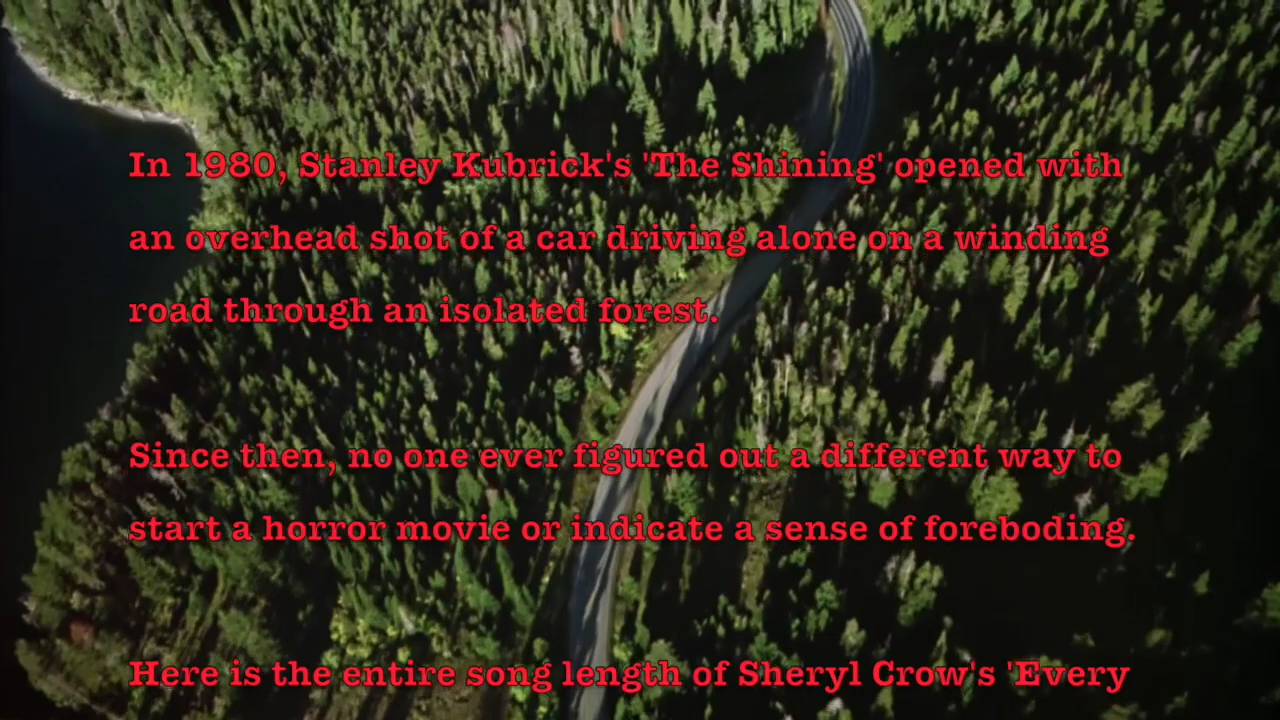 In 1980, Stanley Kubrick's 'The Shining' opened with
an overhead shot of a car driving alone on a winding
road through an isolated forest.
Since then, no one ever figured out a different way to
start a horror movie or indicate a sense of foreboding.
Here is the entire song length of Sheryl Crow's 'Every